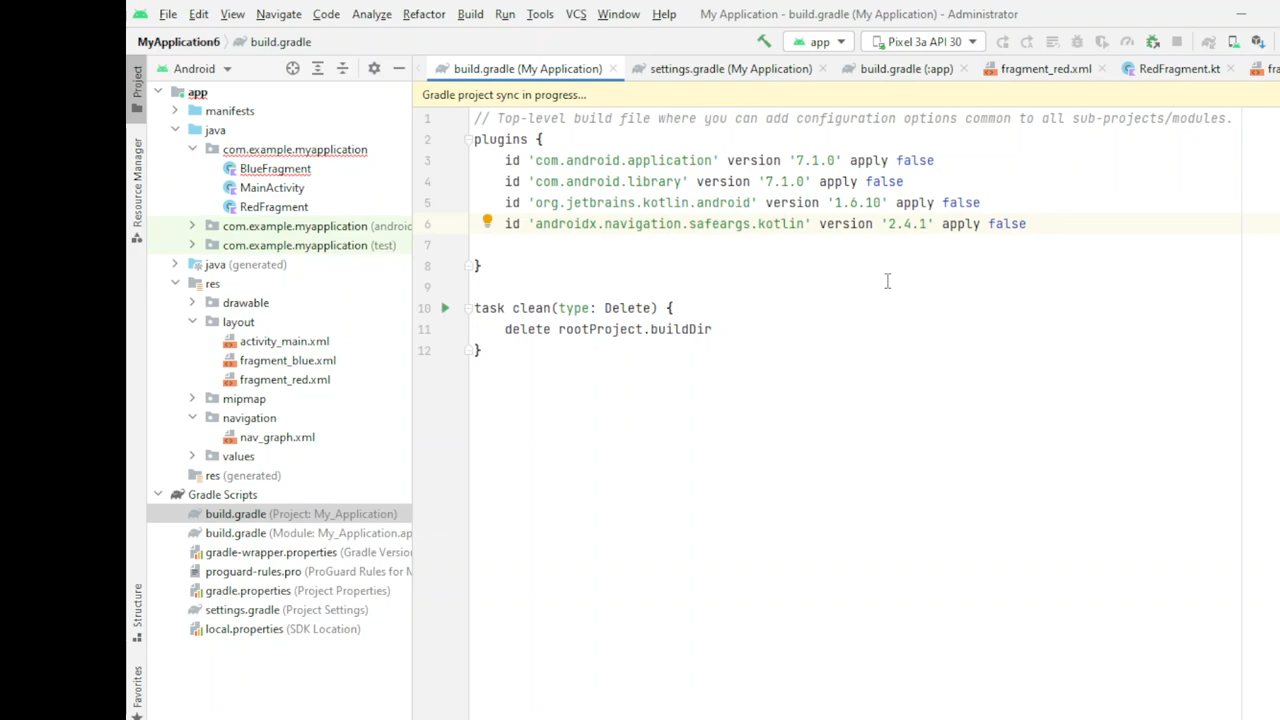 File Edit View Navigate Code Analyze Refactor Build Run Tools VCS Window Help My Application - build.gradle (My Application) - Administrator
MyApplication6 build.gradle app Pixel 3a API 30
Project
Android
build.gradle (My Application) settings.gradle (My Application) build.gradle (:app) fragment_red.xml RedFragment.kt fra
Gradle project sync in progress...
app
manifests
java
com.example.myapplication
BlueFragment
MainActivity
RedFragment
com.example.myapplication (androic
com.example.myapplication (test)
java (generated)
res
drawable
layout
activity_main.xml
fragment_blue.xml
fragment_red.xml
mipmap
navigation
nav_graph.xml
values
res (generated)
Gradle Scripts
build.gradle (Project: My_Application)
build.gradle (Module: My_Application.ap
gradle-wrapper.properties (Gradle Versio
proguard-rules.pro (ProGuard Rules for M
gradle.properties (Project Properties)
settings.gradle (Project Settings)
local.properties (SDK Location)
Resource Manager
Structure
Favorites
1 // Top-level build file where you can add configuration options common to all sub-projects/modules.
2 plugins {
3 id 'com.android.application' version '7.1.0' apply false
4 id 'com.android.library' version '7.1.0' apply false
5 id 'org.jetbrains.kotlin.android' version '1.6.10' apply false
6 id 'androidx.navigation.safeargs.kotlin' version '2.4.1' apply false
7
8 }
9
10 task clean(type: Delete) {
11 delete rootProject.buildDir
12 }